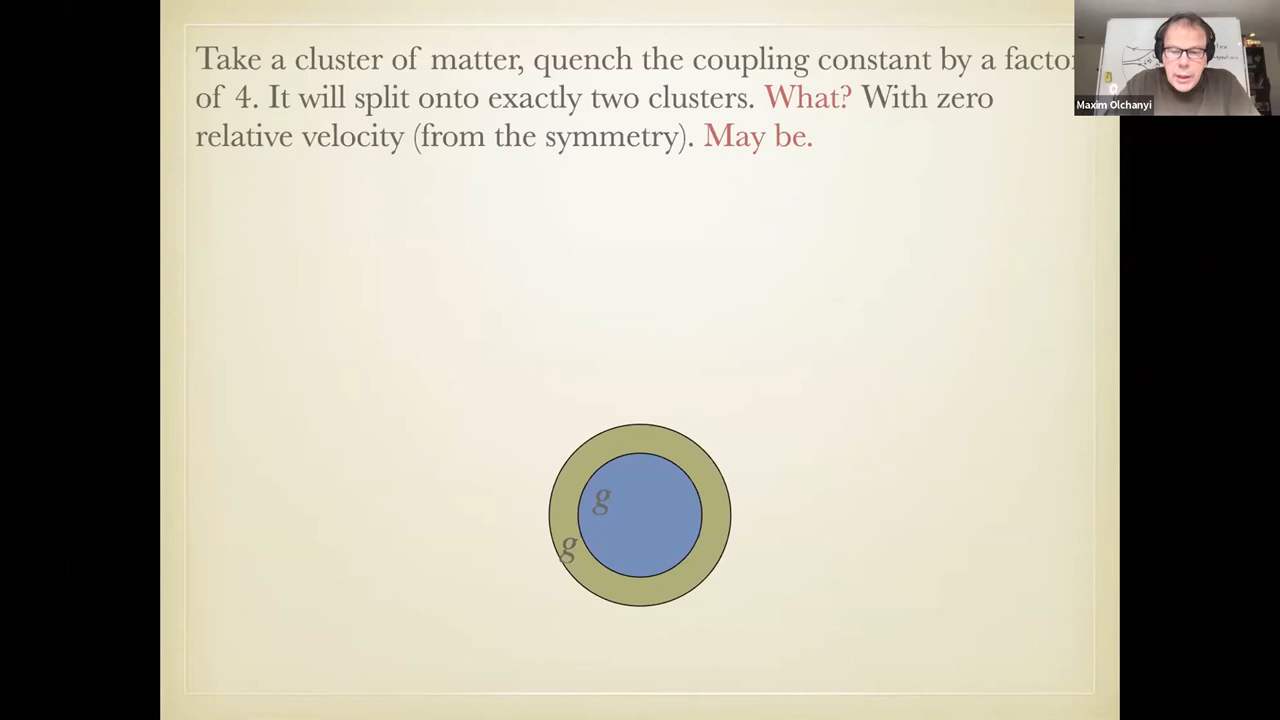 Take a cluster of matter, quench the coupling constant by a factor
of 4. It will split onto exactly two clusters. What? With zero
relative velocity (from the symmetry). May be.
Maxim Olchanyi
g
g